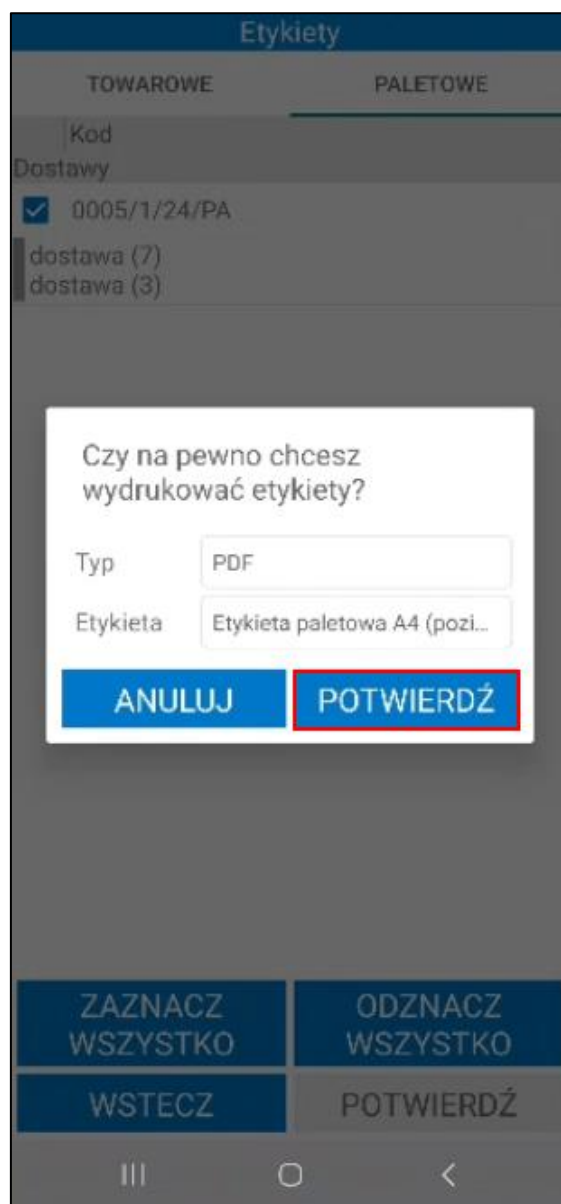 Etykiety
TOWAROWE PALETOWE
Kod
Dostawy
0005/1/24/PA
dostawa (7)
dostawa (3)
Czy na pewno chcesz
wydrukować etykiety?
Typ PDF
Etykieta Etykieta paletowa A4 (pozi...
ANULUJ POTWIERDŹ
ZAZNACZ WSZYSTKO
ODZNACZ WSZYSTKO
WSTECZ POTWIERDŹ